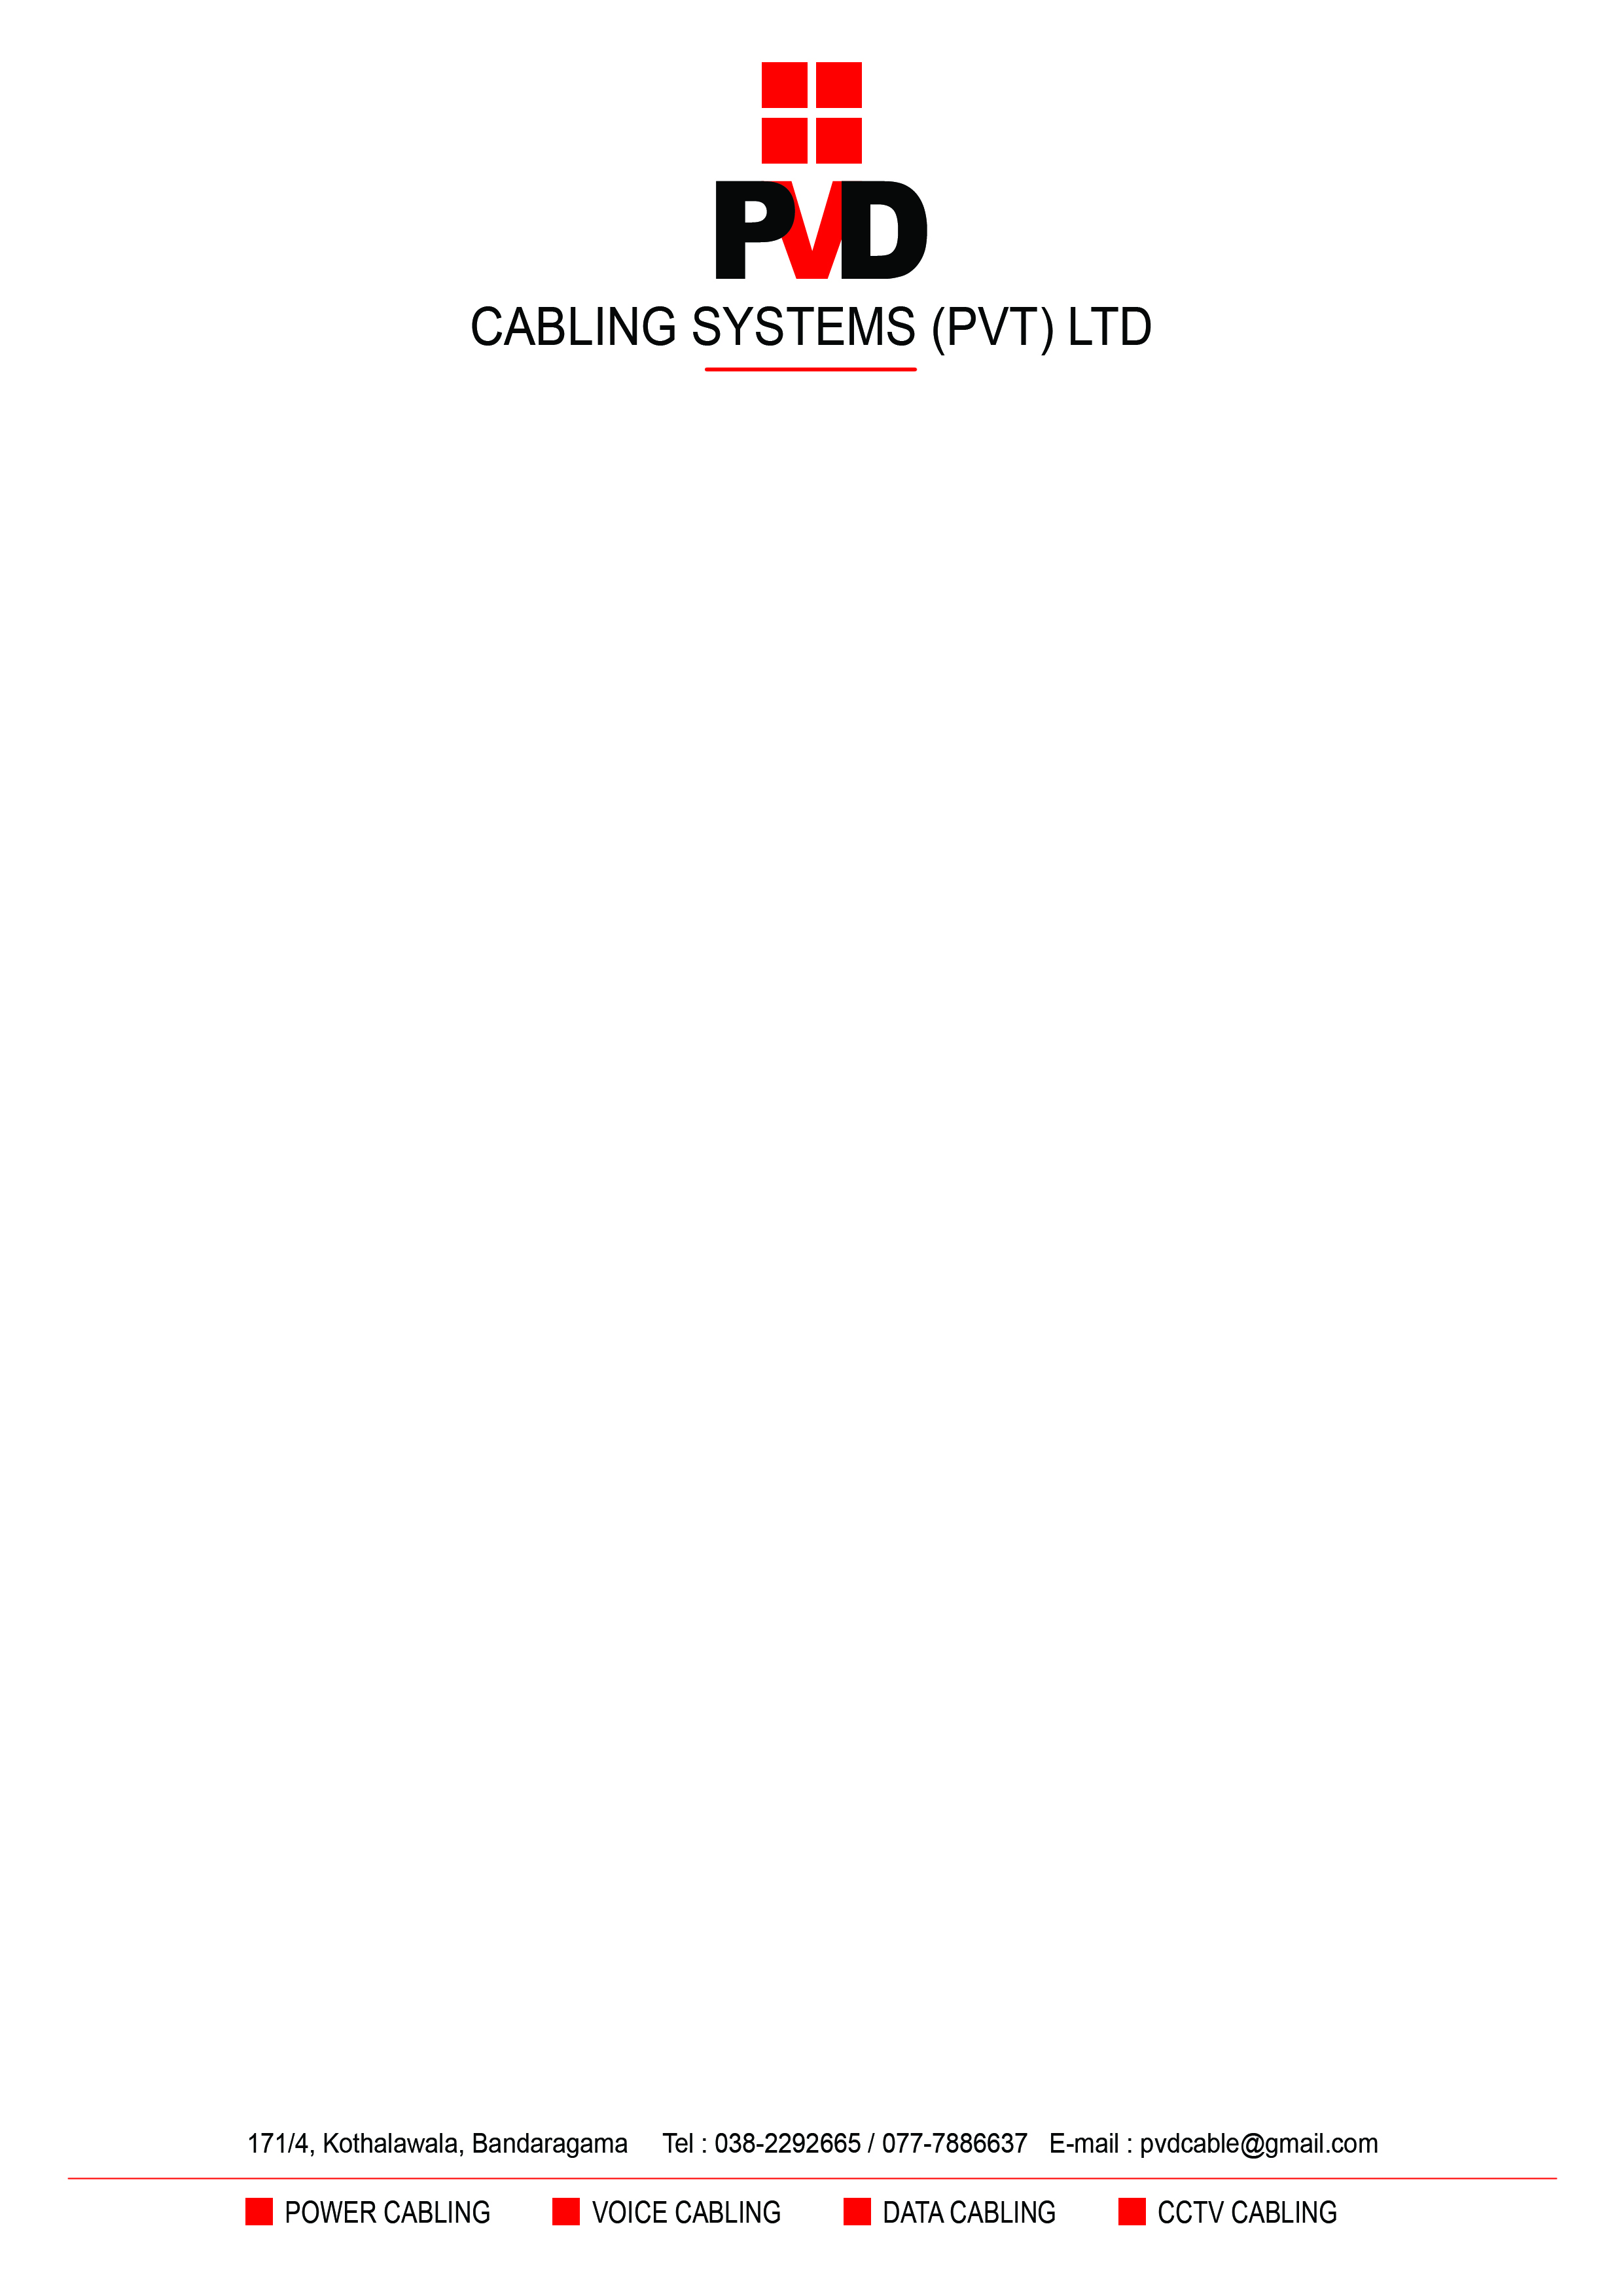 PVD
CABLING SYSTEMS (PVT) LTD
171/4, Kothalawala, Bandaragama Tel : 038-2292665 / 077-7886637 E-mail : pvdcable@gmail.com
POWER CABLING VOICE CABLING DATA CABLING CCTV CABLING